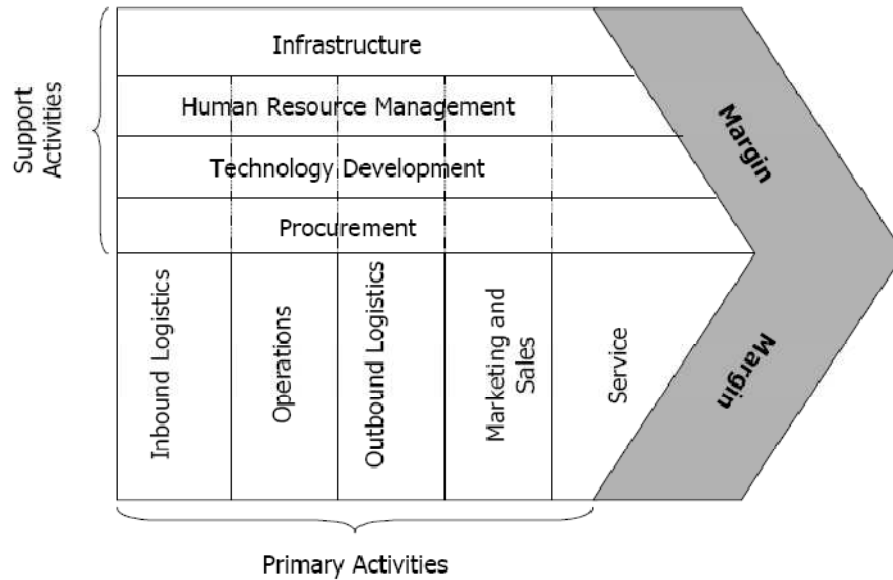 Support
Activities
Infrastructure
Human Resource Management
Technology Development
Procurement
Inbound Logistics
Operations
Outbound Logistics
Marketing and
Sales
Service
Margin
Margin
Primary Activities